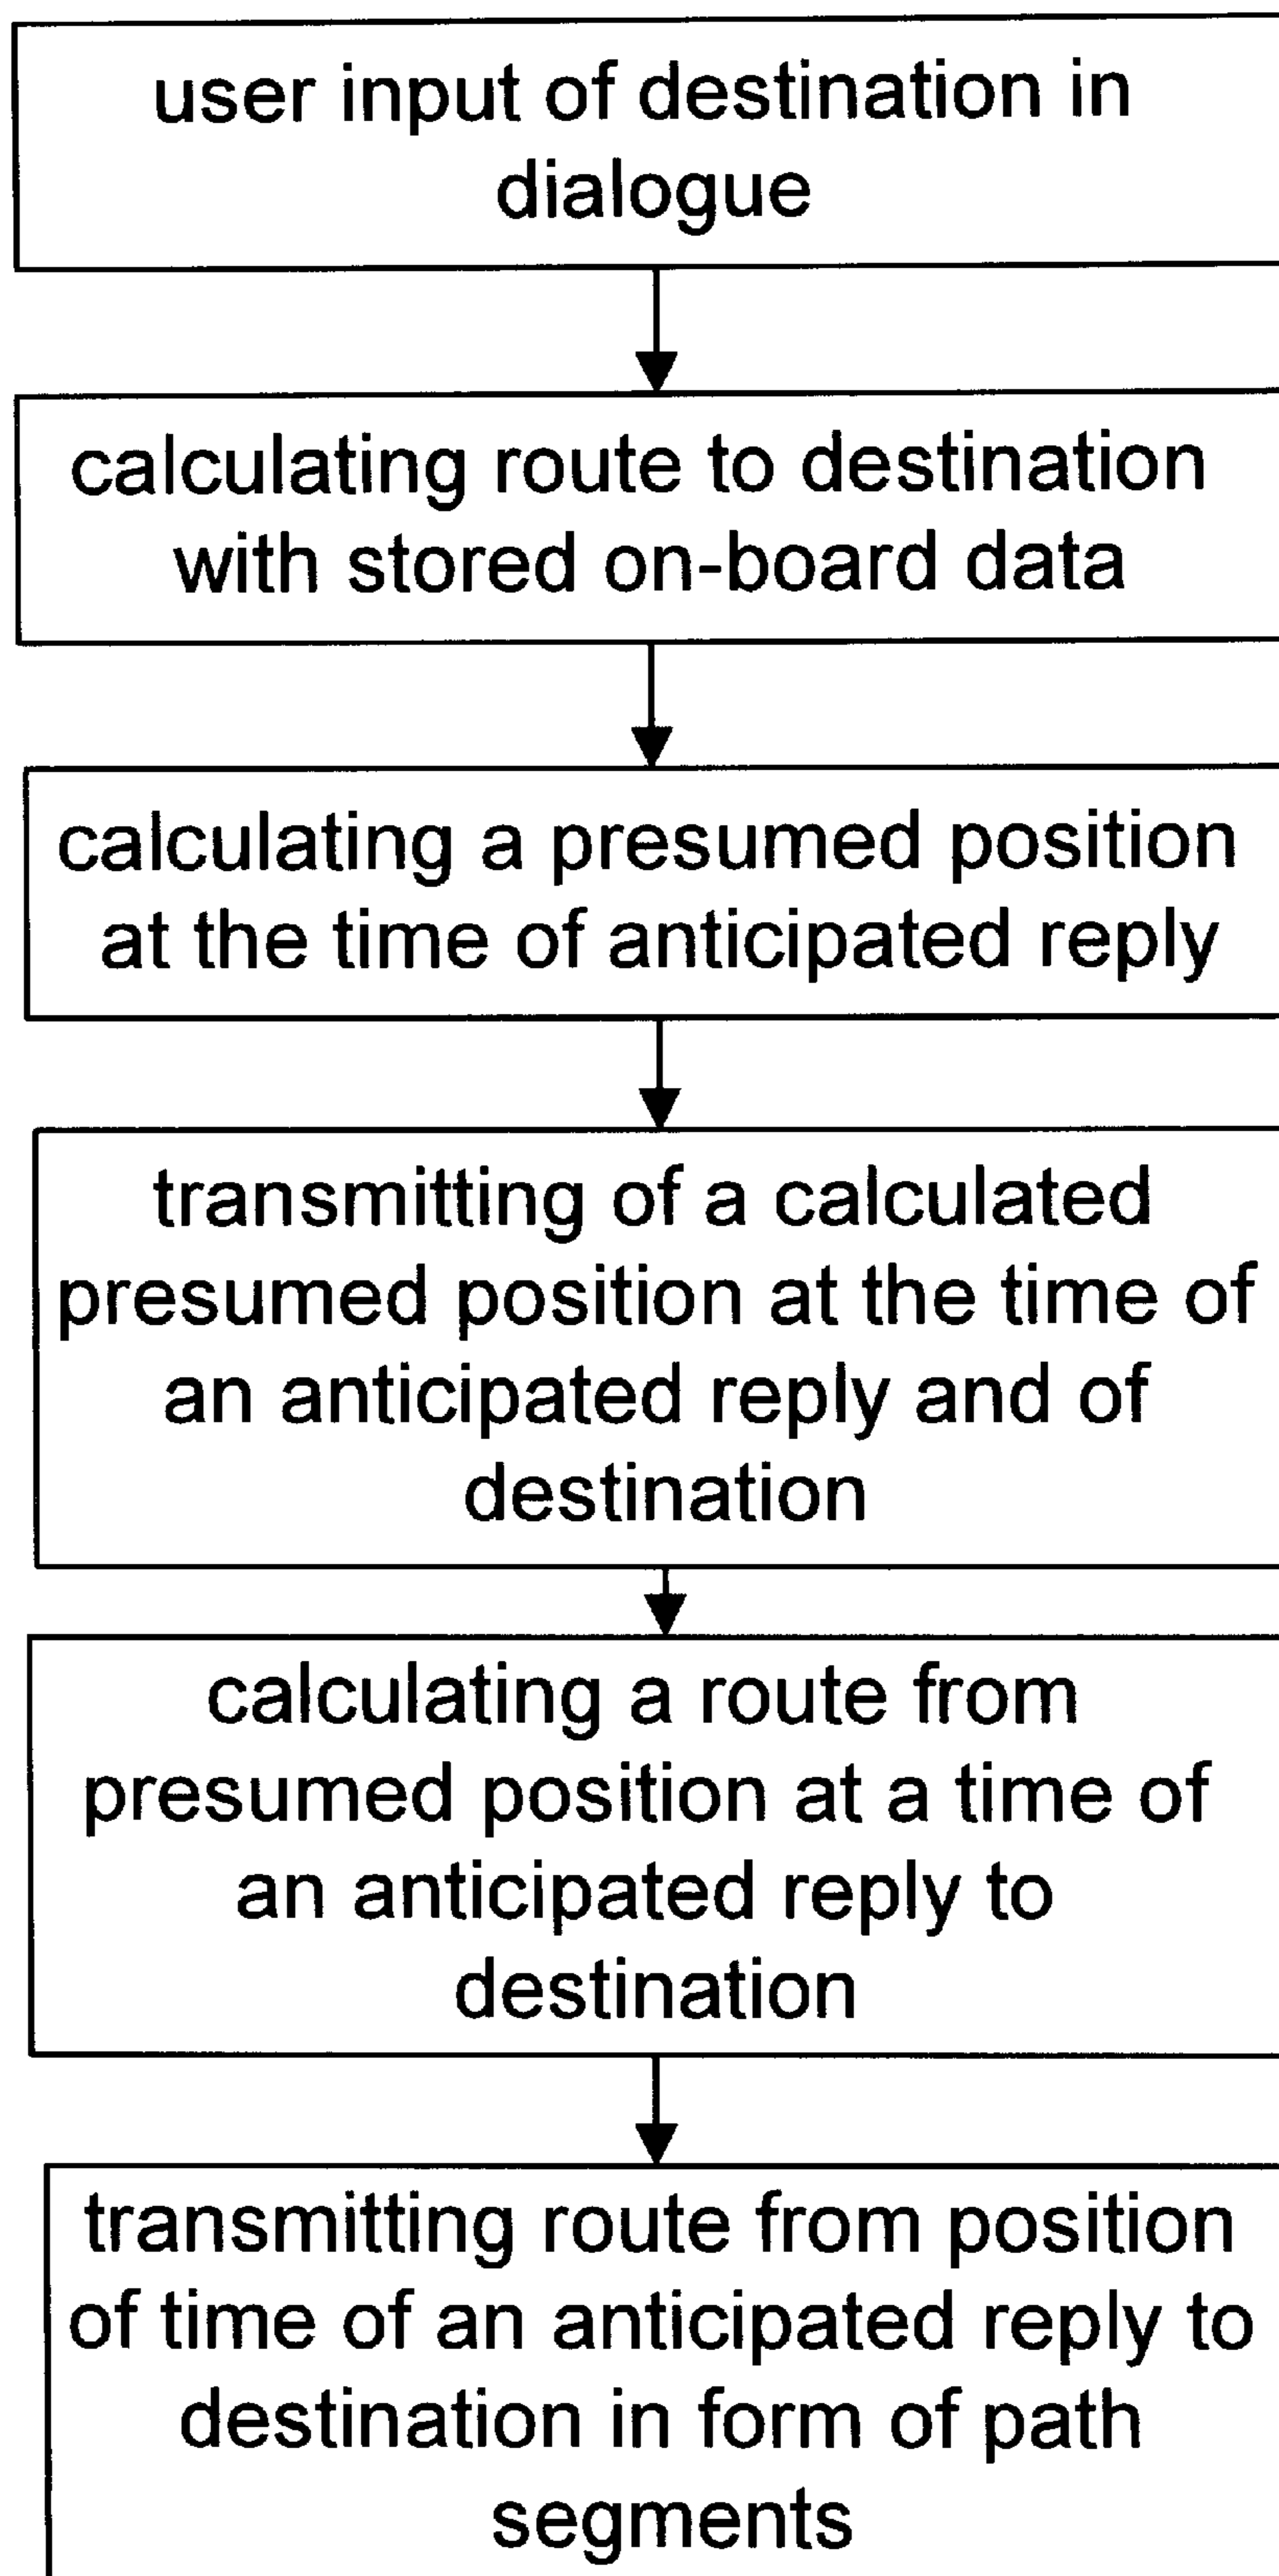 user input of destination in
dialogue
calculating route to destination
with stored on-board data
calculating a presumed position
at the time of anticipated reply
transmitting of a calculated
presumed position at the time of
an anticipated reply and of
destination
calculating a route from
presumed position at a time of
an anticipated reply to
destination
transmitting route from position
of time of an anticipated reply to
destination in form of path
segments